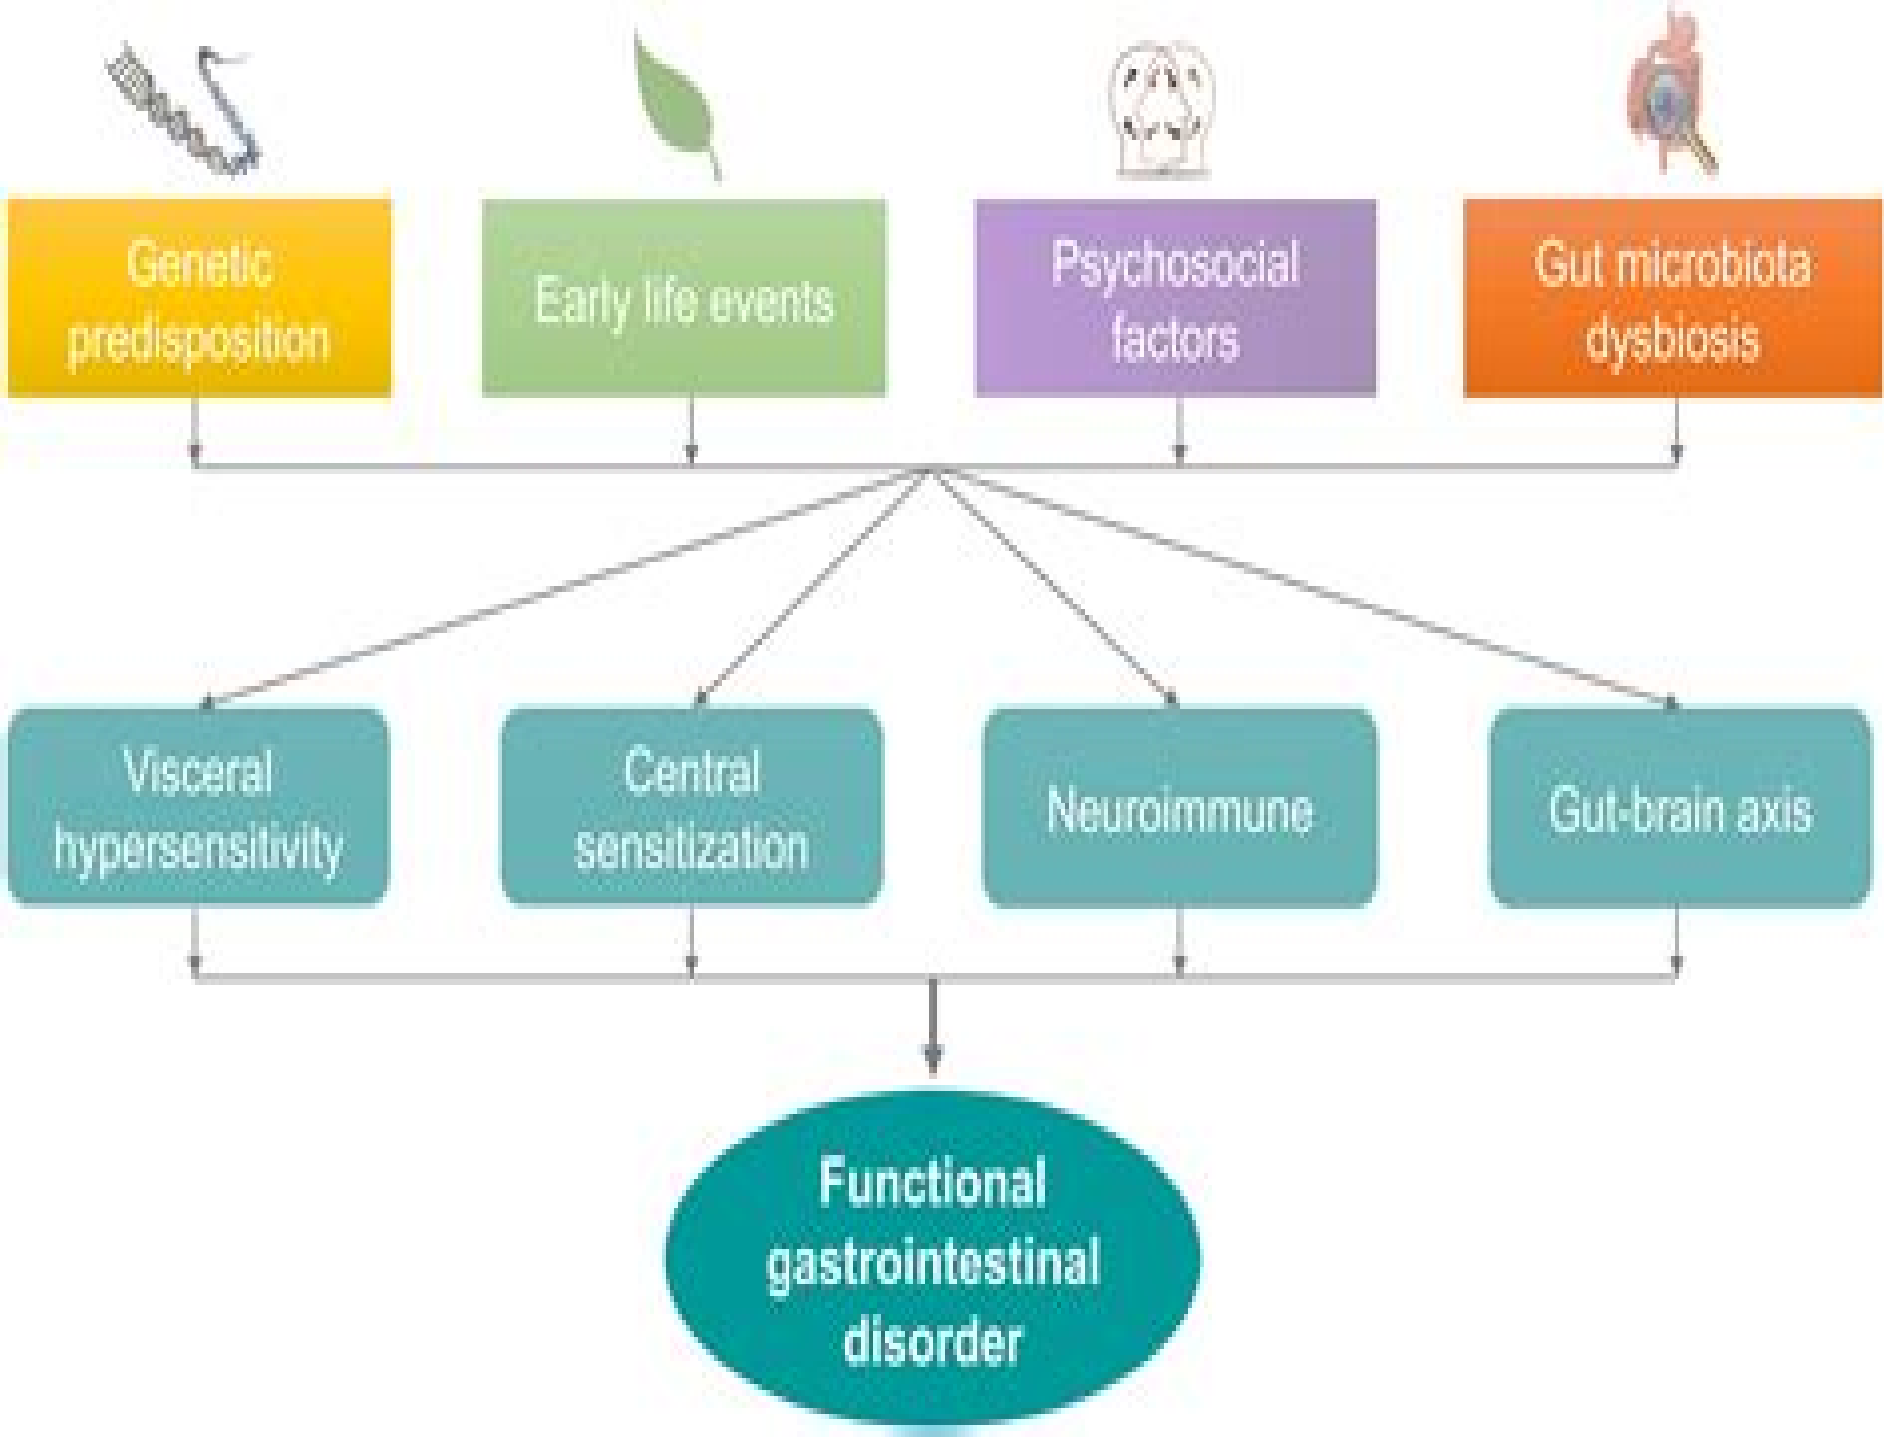 Genetic
predisposition
Early life events
Psychosocial
factors
Gut microbiota
dysbiosis
Visceral
hypersensitivity
Central
sensitization
Neuroimmune
Gut-brain axis
Functional
gastrointestinal
disorder